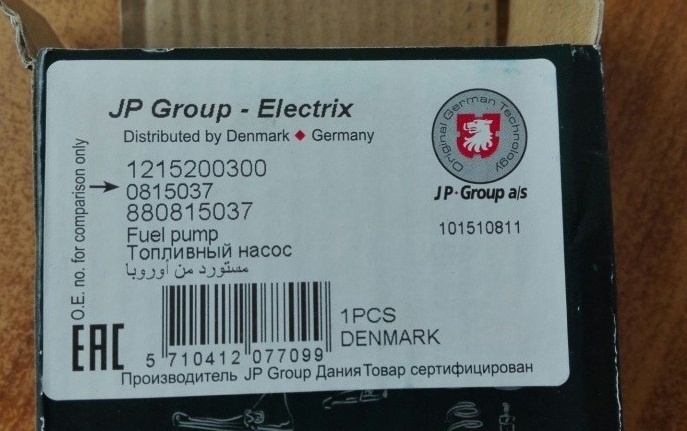 JP Group - Electrix
Distributed by Denmark ♦ Germany
1215200300
0815037
880815037
Fuel pump
Топливный насос
مستورد من أوروبا
O.E. no. for comparison only
Original German Technology
JP·Group a/s
101510811
EAC
5 710412 077099
1PCS
DENMARK
Производитель JP Group Дания Товар сертифицирован